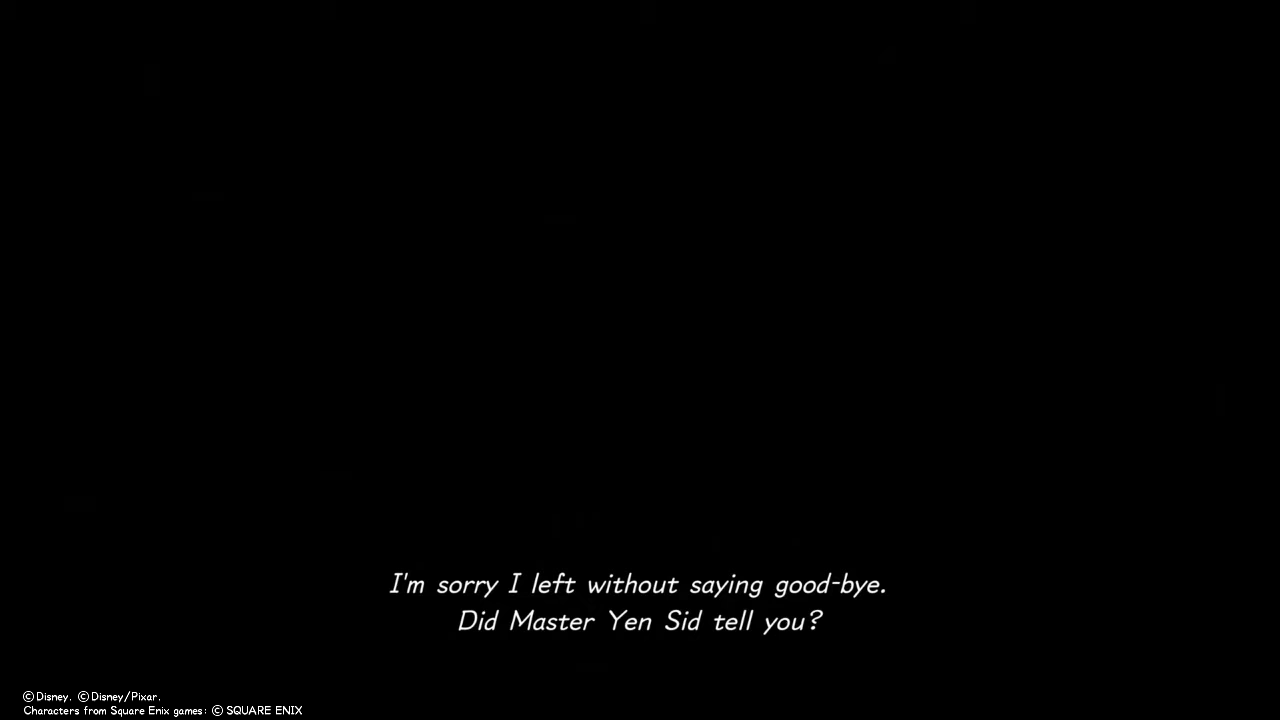 I'm sorry I left without saying good-bye.
Did Master Yen Sid tell you?
©Disney. ©Disney/Pixar.
Characters from Square Enix games: © SQUARE ENIX